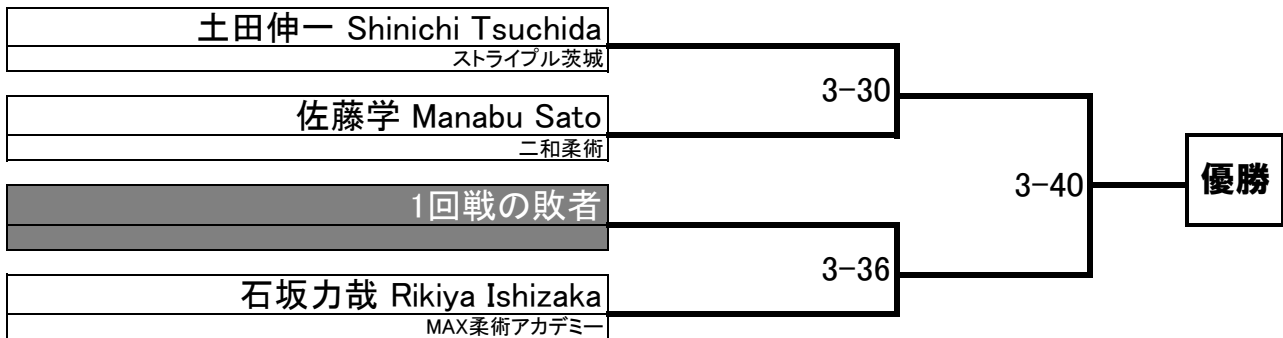 土田伸一 Shinichi Tsuchida
ストライプル茨城
3-30
佐藤学 Manabu Sato
二和柔術
3-40
優勝
1回戦の敗者
3-36
石坂力哉 Rikiya Ishizaka
MAX柔術アカデミー